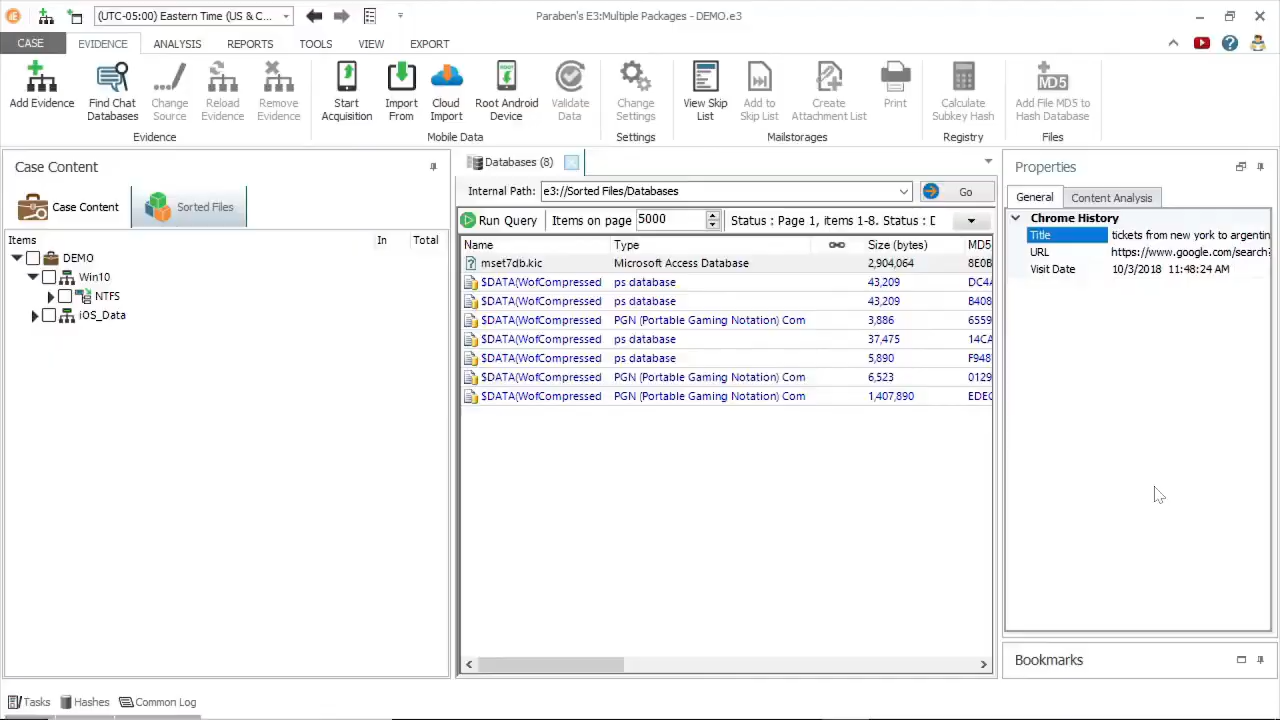 (UTC-05:00) Eastern Time (US & C...
Paraben's E3:Multiple Packages - DEMO.e3
CASE EVIDENCE ANALYSIS REPORTS TOOLS VIEW EXPORT
Add Evidence
Find Chat
Databases
Change
Source
Reload
Evidence
Remove
Evidence
Evidence
Start
Acquisition
Import
From
Cloud
Import
Root Android
Device
Validate
Data
Mobile Data
Change
Settings
Settings
View Skip
List
Add to
Skip List
Create
Attachment List
Print
Mailstorages
Calculate
Subkey Hash
Registry
MD5
Add File MD5 to
Hash Database
Files
Case Content
Case Content
Sorted Files
Items In Total
DEMO
Win10
NTFS
iOS_Data
Databases (8)
Internal Path: e3://Sorted Files/Databases Go
Run Query Items on page 5000 Status : Page 1, items 1-8. Status :
Name Type Size (bytes) MD5
mset7db.kic Microsoft Access Database 2,904,064 8E0B
$DATA(WofCompressed ps database 43,209 DC4A
$DATA(WofCompressed ps database 43,209 B408
$DATA(WofCompressed PGN (Portable Gaming Notation) Com 3,886 6559
$DATA(WofCompressed ps database 37,475 14CA
$DATA(WofCompressed ps database 5,890 F948
$DATA(WofCompressed PGN (Portable Gaming Notation) Com 6,523 0129
$DATA(WofCompressed PGN (Portable Gaming Notation) Com 1,407,890 EDEC
Properties
General Content Analysis
Chrome History
Title tickets from new york to argentin
URL https://www.google.com/search?
Visit Date 10/3/2018 11:48:24 AM
Bookmarks
Tasks Hashes Common Log